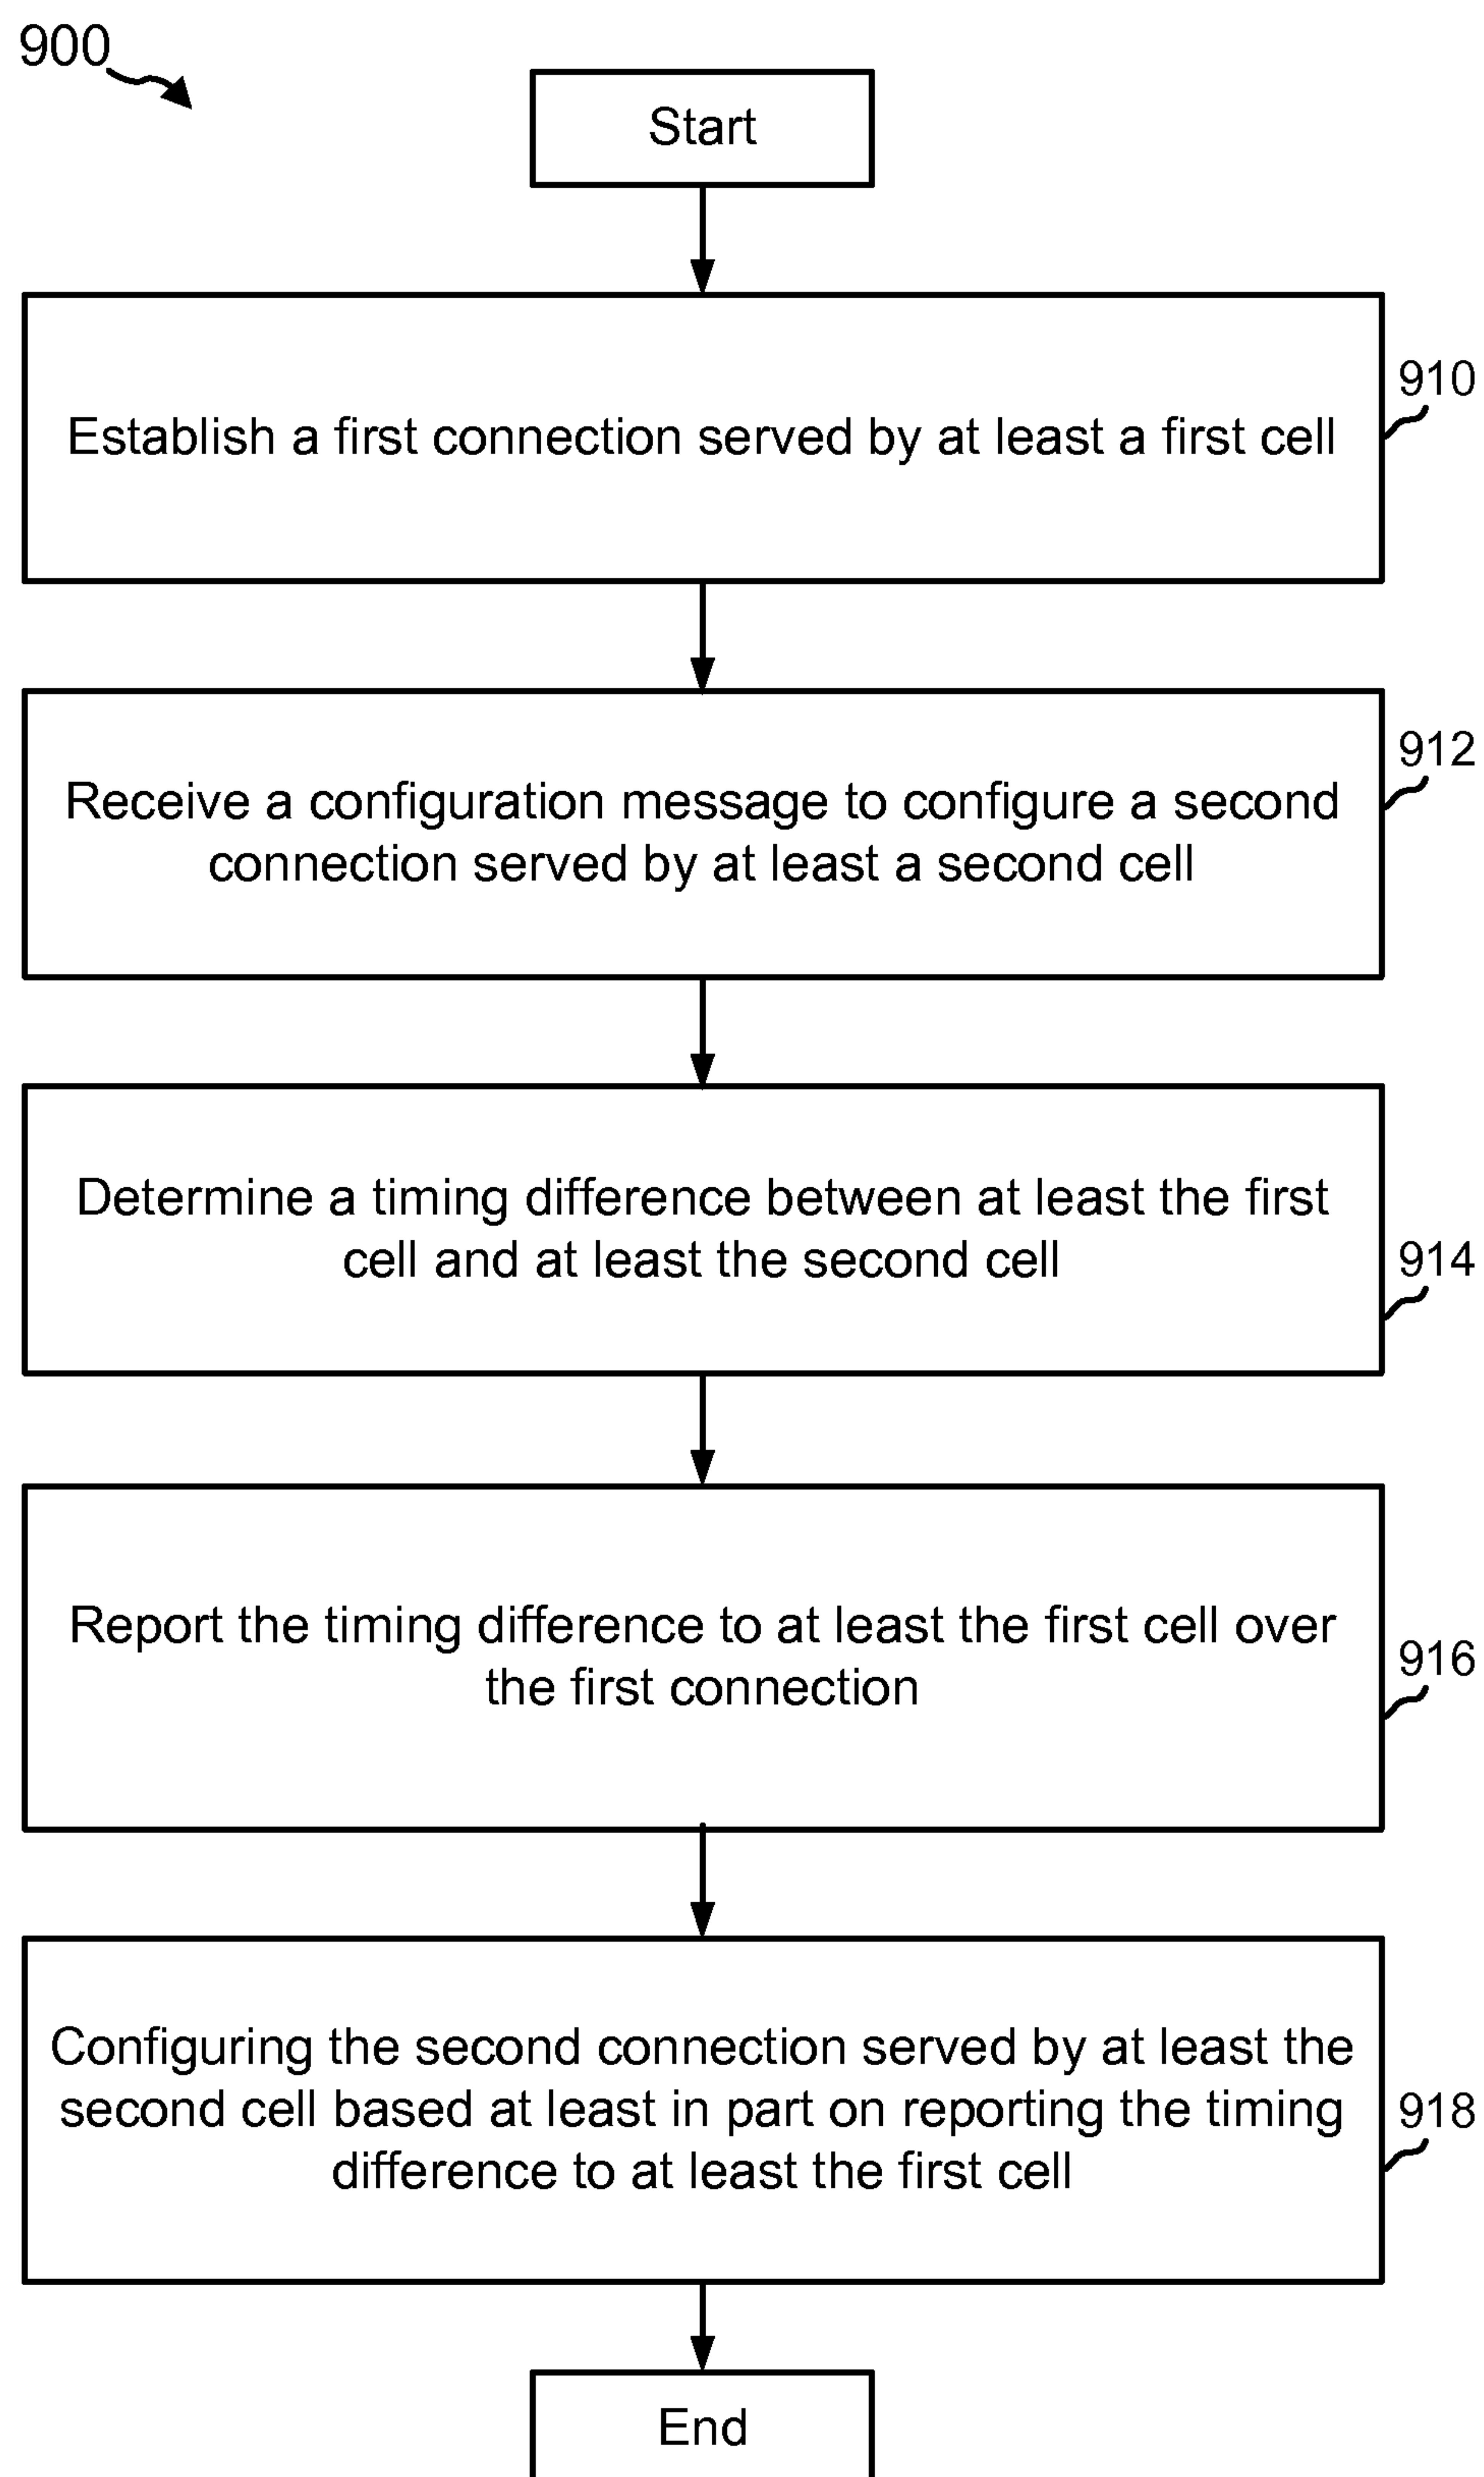 900
Start
Establish a first connection served by at least a first cell
910
Receive a configuration message to configure a second
connection served by at least a second cell
912
Determine a timing difference between at least the first
cell and at least the second cell
914
Report the timing difference to at least the first cell over
the first connection
916
Configuring the second connection served by at least the
second cell based at least in part on reporting the timing
difference to at least the first cell
918
End